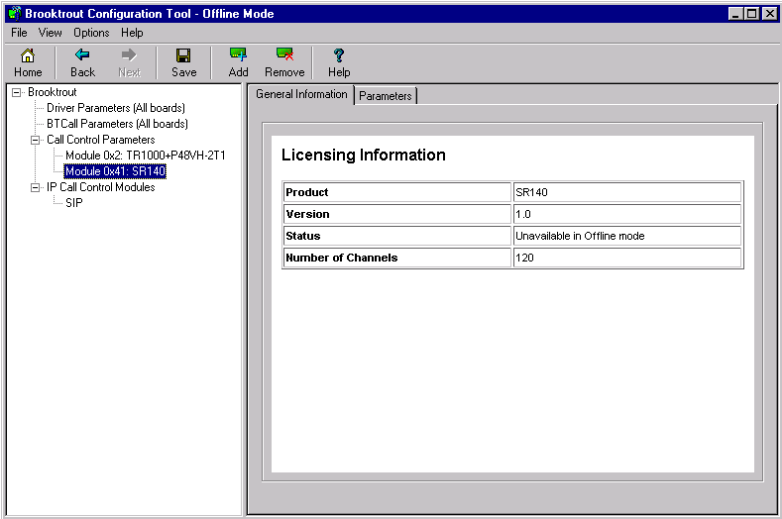 Brooktrout Configuration Tool - Offline Mode
File View Options Help
Home Back Next Save Add Remove Help
Brooktrout
Driver Parameters (All boards)
BTCall Parameters (All boards)
Call Control Parameters
Module 0x2: TR1000+P48VH-2T1
Module 0x41: SR140
IP Call Control Modules
SIP
General Information Parameters
Licensing Information
Product SR140
Version 1.0
Status Unavailable in Offline mode
Number of Channels 120